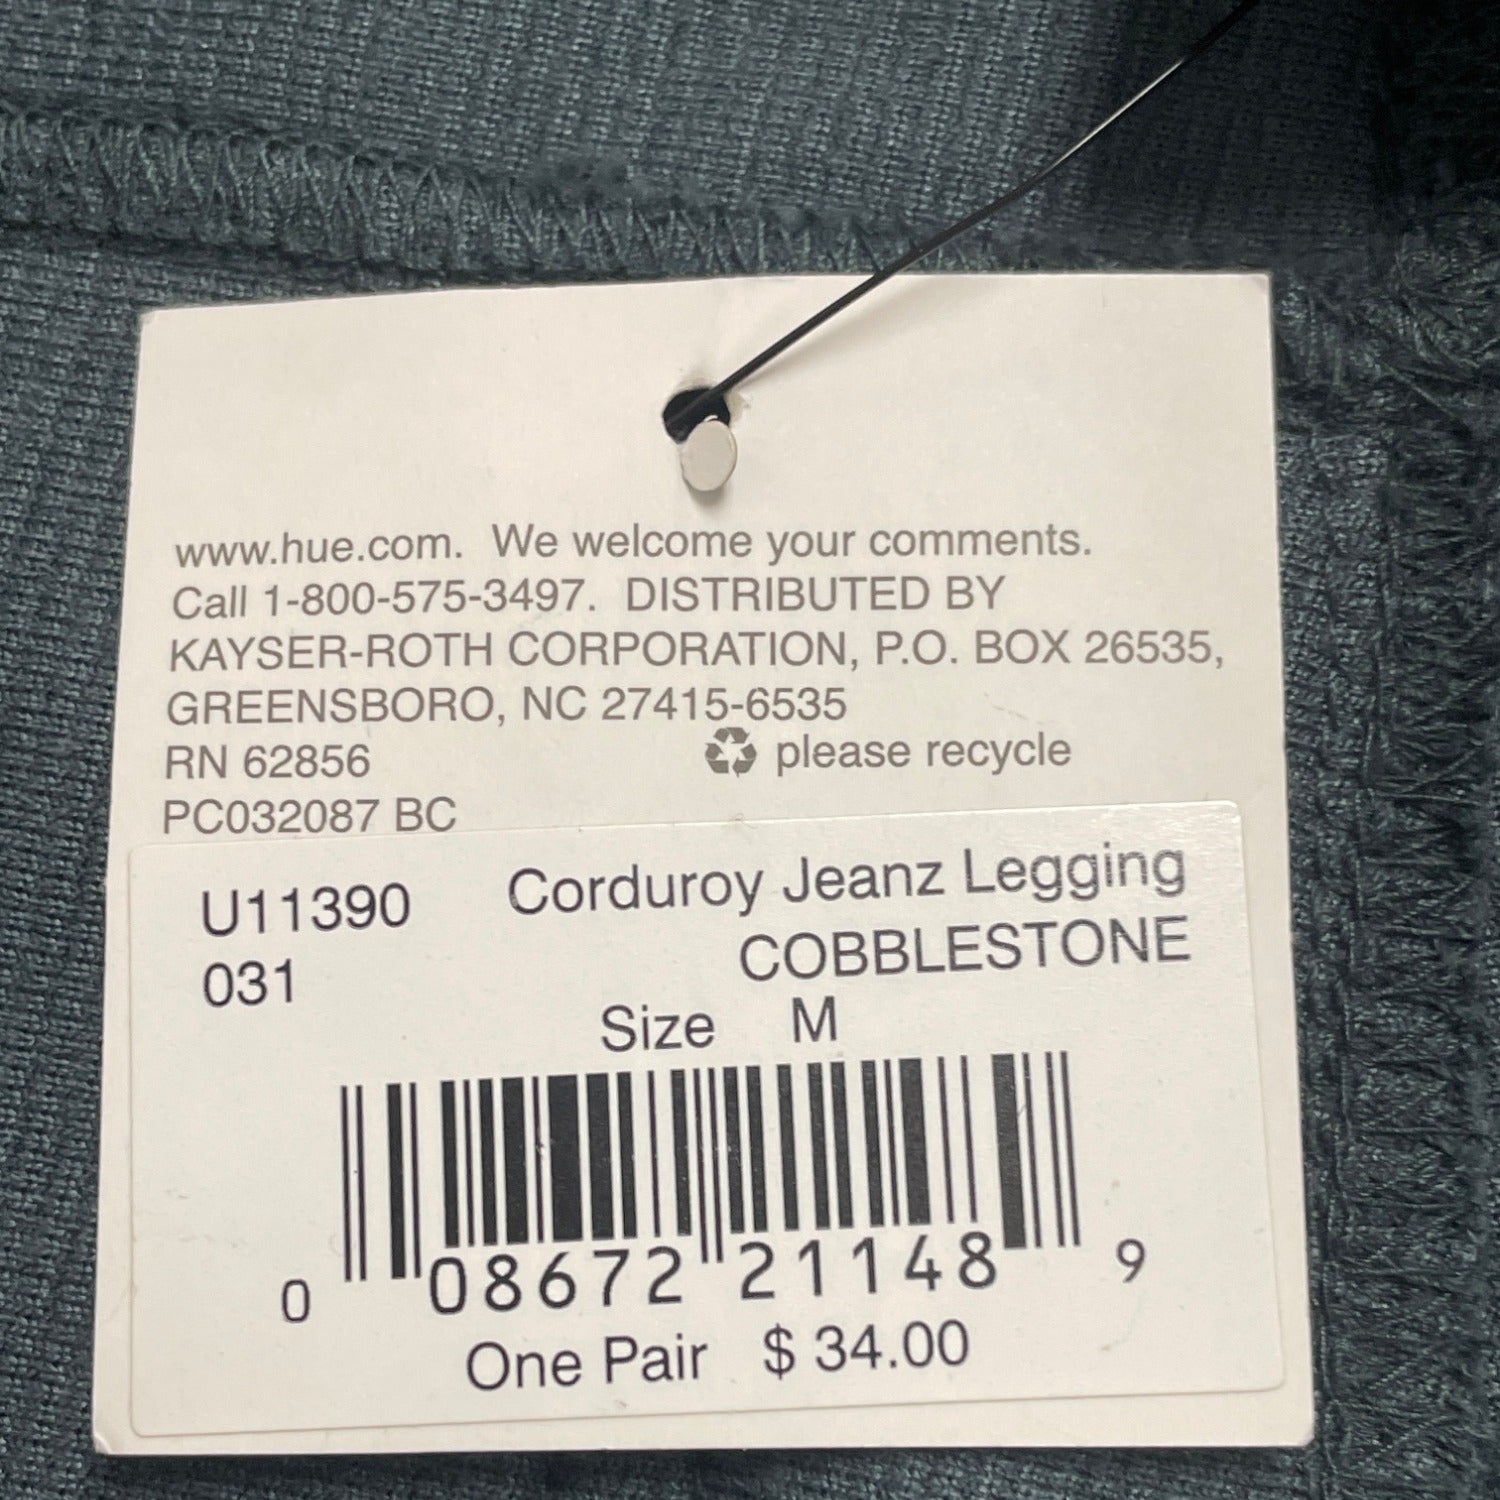 www.hue.com. We welcome your comments.
Call 1-800-575-3497. DISTRIBUTED BY
KAYSER-ROTH CORPORATION, P.O. BOX 26535,
GREENSBORO, NC 27415-6535
RN 62856 please recycle
PC032087 BC
U11390 Corduroy Jeanz Legging
031 COBBLESTONE
Size M
0 08672 21148 9
One Pair $ 34.00